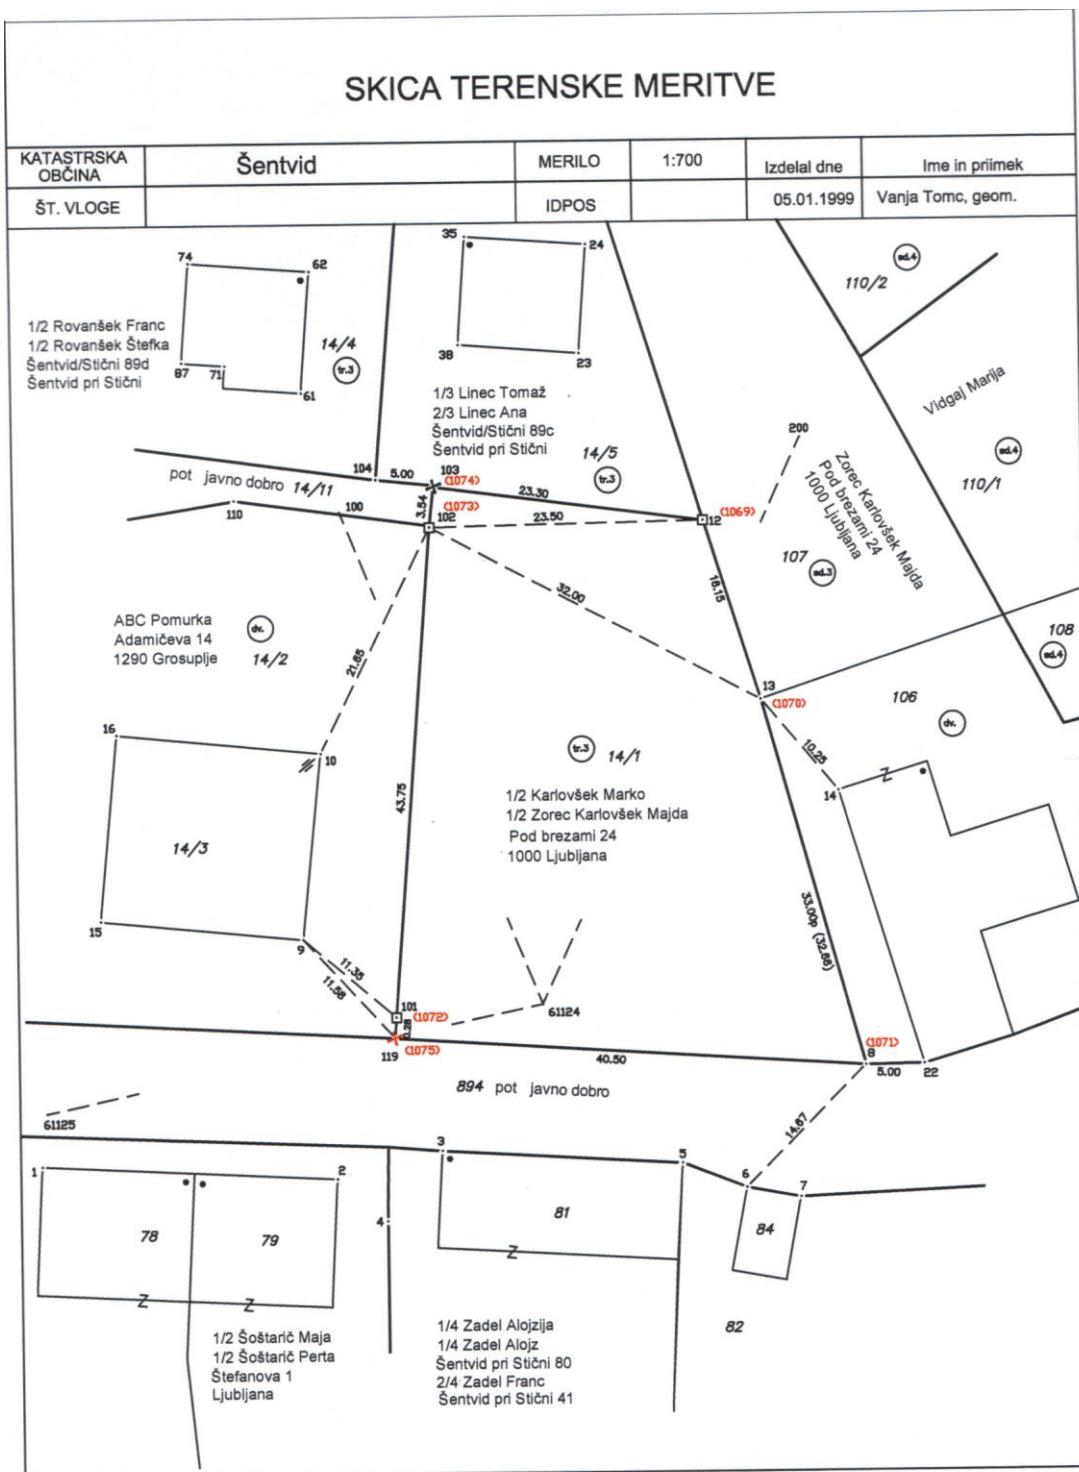 SKICA TERENSKE MERITVE
KATASTRSKA OBČINA
Šentvid
MERILO
1:700
Izdelal dne
Ime in priimek
ŠT. VLOGE
IDPOS
05.01.1999
Vanja Tomc, geom.
35
24
74
62
sd.4
110/2
1/2 Rovanšek Franc
1/2 Rovanšek Štefka
Šentvid/Stični 89d
Šentvid pri Stični
14/4
tr.3
87
71
61
38
23
1/3 Linec Tomaž
2/3 Linec Ana
Šentvid/Stični 89c
Šentvid pri Stični
14/5
tr.3
Vidgaj Marija
sd.4
110/1
200
Zorec Karlovšek Majda
Pod brezami 24
1000 Ljubljana
104
5.00
103
(1074)
pot javno dobro 14/11
110
100
3.54
(1073)
102
23.30
23.50
12
(1069)
107
sd.3
16.15
32.00
ABC Pomurka
Adamičeva 14
1290 Grosuplje
dv.
14/2
21.85
108
sd.4
13
(1070)
106
dv.
16
10
10.25
14
tr.3
14/1
43.75
1/2 Karlovšek Marko
1/2 Zorec Karlovšek Majda
Pod brezami 24
1000 Ljubljana
Z
14/3
15
9
11.35
11.58
33.00p (32.86)
101
(1072)
0.28
61124
119
(1075)
40.50
(1071)
8
5.00
22
894 pot javno dobro
61125
14.67
3
5
6
7
1
2
4
78
79
81
84
Z
Z
Z
82
1/2 Šoštarič Maja
1/2 Šoštarič Perta
Štefanova 1
Ljubljana
1/4 Zadel Alojzija
1/4 Zadel Alojz
Šentvid pri Stični 80
2/4 Zadel Franc
Šentvid pri Stični 41